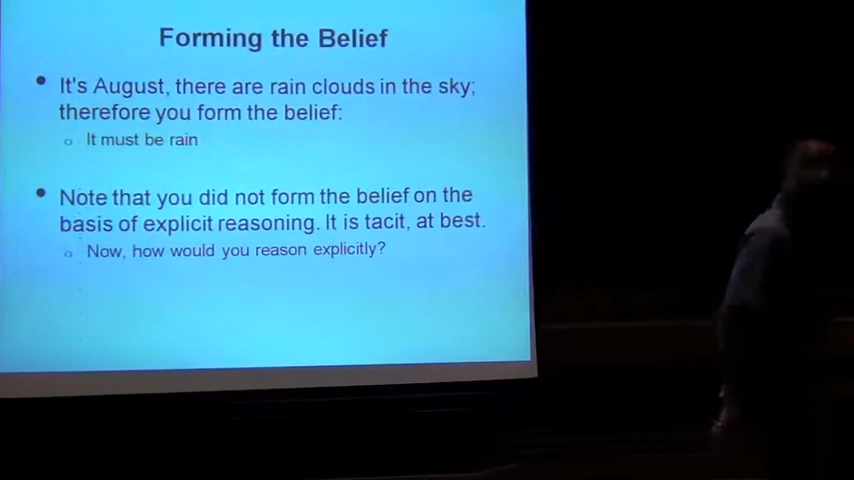 Forming the Belief
• It's August, there are rain clouds in the sky;
therefore you form the belief:
o It must be rain
• Note that you did not form the belief on the
basis of explicit reasoning. It is tacit, at best.
o Now, how would you reason explicitly?